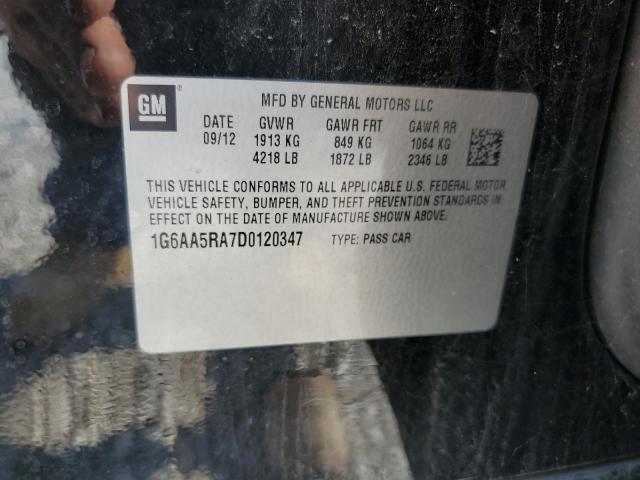 GM ®
MFD BY GENERAL MOTORS LLC
DATE GVWR GAWR FRT GAWR RR
09/12 1913 KG 849 KG 1064 KG
4218 LB 1872 LB 2346 LB
THIS VEHICLE CONFORMS TO ALL APPLICABLE U.S. FEDERAL MOTOR
VEHICLE SAFETY, BUMPER, AND THEFT PREVENTION STANDARDS IN
EFFECT ON THE DATE OF MANUFACTURE SHOWN ABOVE.
1G6AA5RA7D0120347 TYPE: PASS CAR